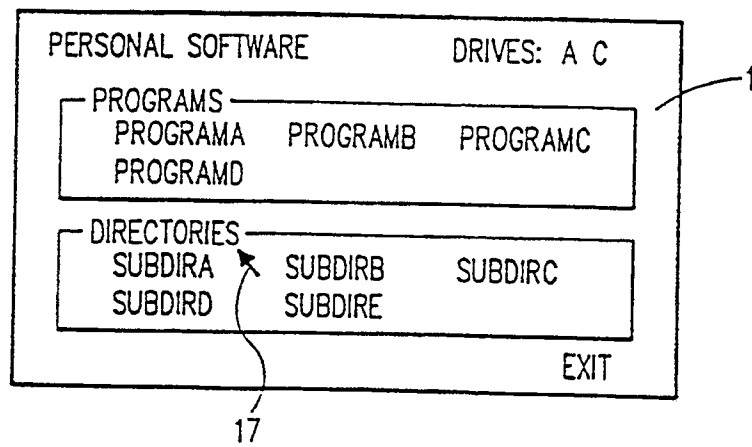 PERSONAL SOFTWARE DRIVES: A C
PROGRAMS
PROGRAMA PROGRAMB PROGRAMC
PROGRAMD
DIRECTORIES
SUBDIRA SUBDIRB SUBDIRC
SUBDIRD SUBDIRE
EXIT
17